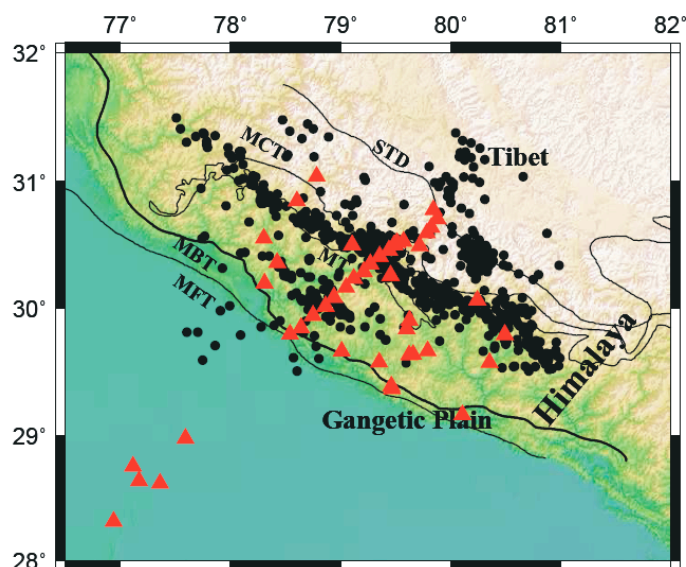 77° 78° 79° 80° 81° 82°
32°
MCT
STD
Tibet
31°
MBT
MT
MFT
30°
Himalaya
Gangetic Plain
29°
28°